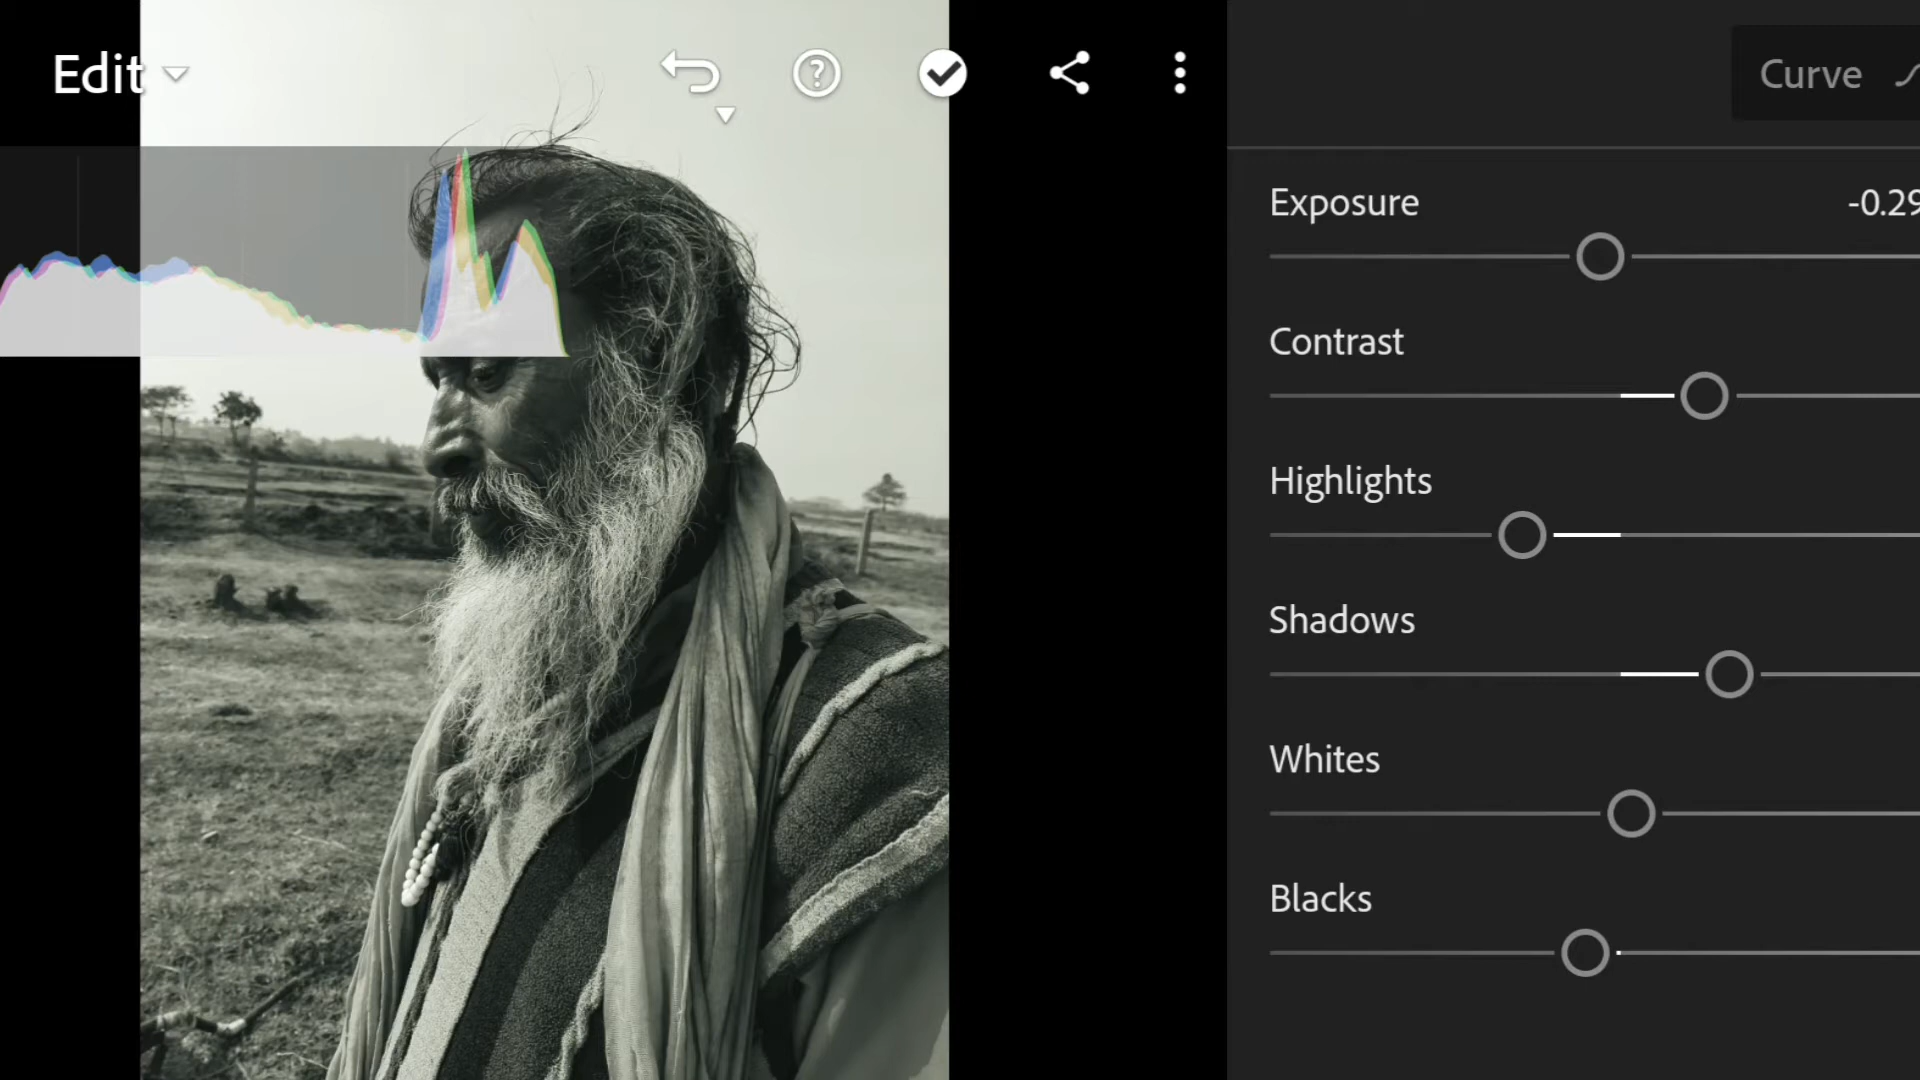 Edit
Curve
Exposure -0.29
Contrast
Highlights
Shadows
Whites
Blacks